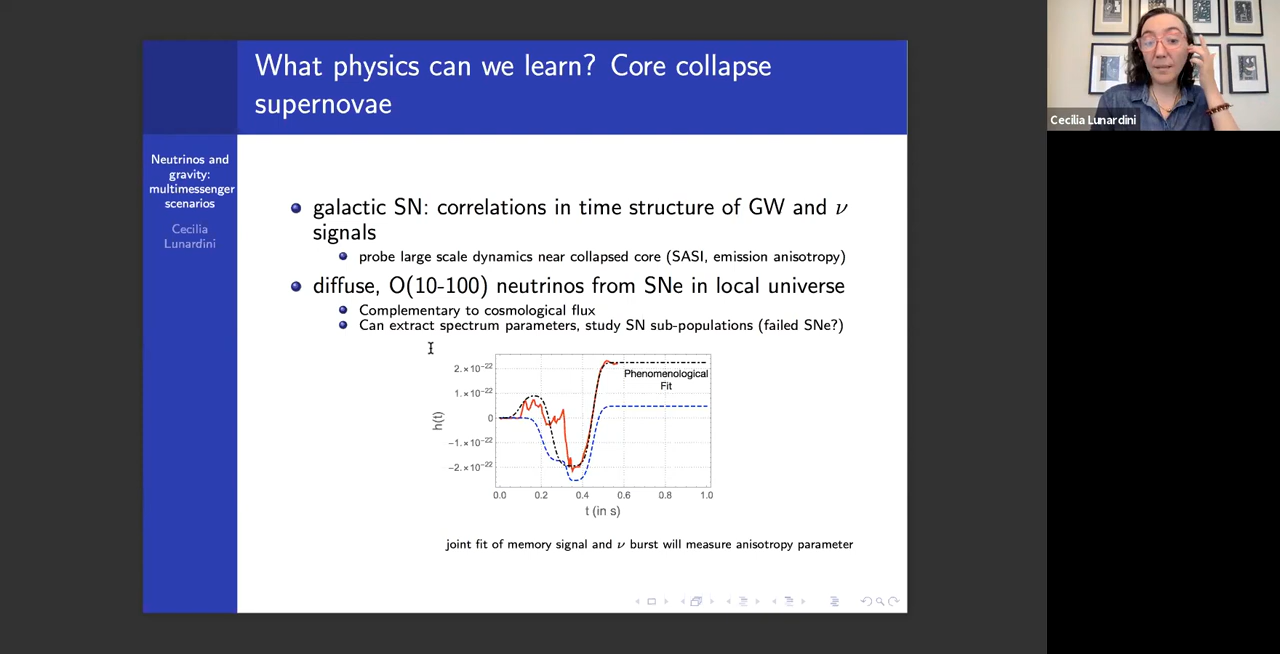 What physics can we learn? Core collapse
supernovae
Neutrinos and
gravity:
multimessenger
scenarios
Cecilia
Lunardini
galactic SN: correlations in time structure of GW and ν
signals
probe large scale dynamics near collapsed core (SASI, emission anisotropy)
diffuse, O(10-100) neutrinos from SNe in local universe
Complementary to cosmological flux
Can extract spectrum parameters, study SN sub-populations (failed SNe?)
2.×10⁻²²
1.×10⁻²²
0
-1.×10⁻²²
-2.×10⁻²²
h(t)
Phenomenological
Fit
0.0 0.2 0.4 0.6 0.8 1.0
t (in s)
joint fit of memory signal and ν burst will measure anisotropy parameter
Cecilia Lunardini